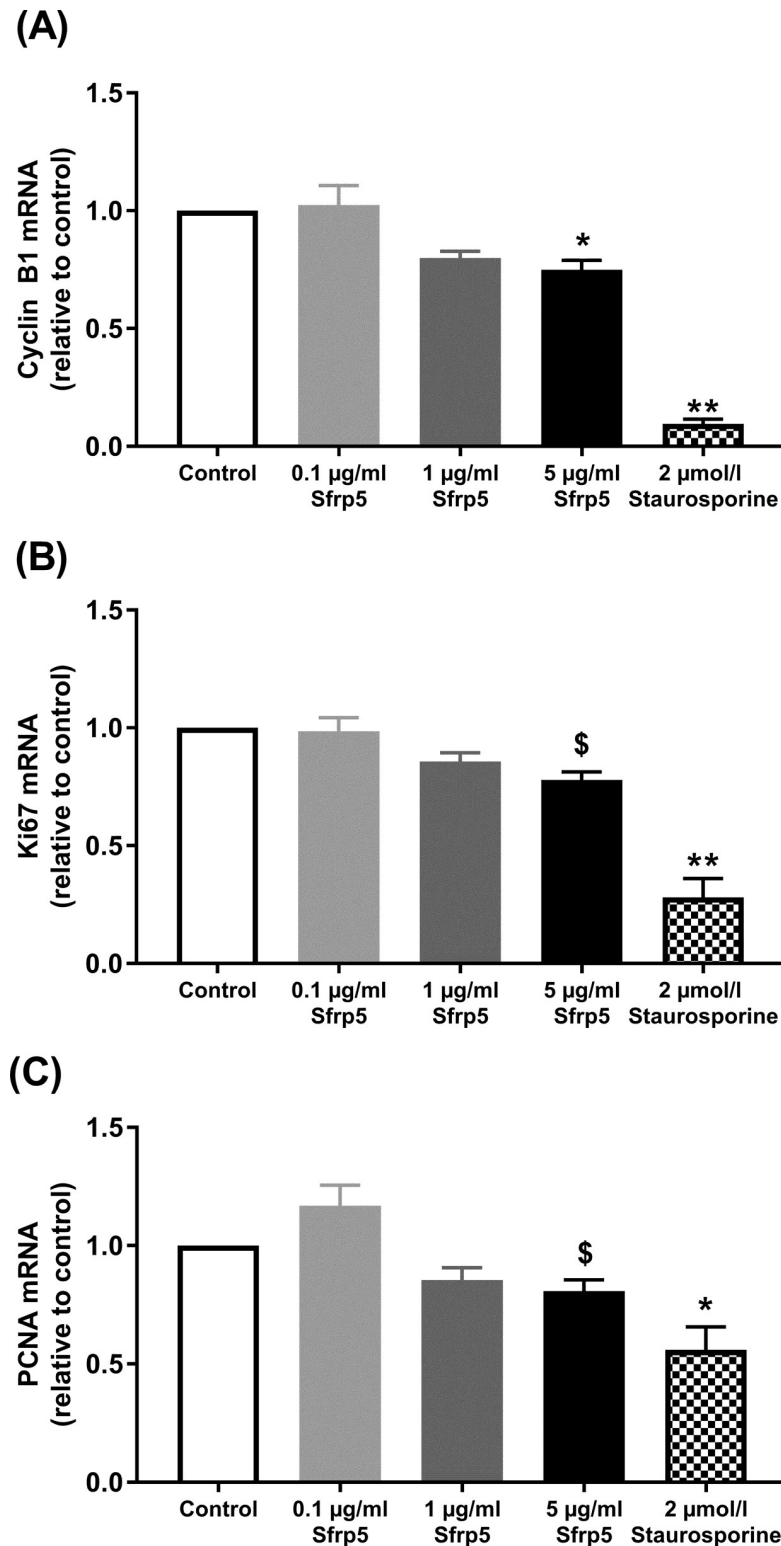 (A)
Cyclin B1 mRNA
(relative to control)
1.5
1.0
0.5
0.0
*
**
Control
0.1 µg/ml
Sfrp5
1 µg/ml
Sfrp5
5 µg/ml
Sfrp5
2 µmol/l
Staurosporine
(B)
Ki67 mRNA
(relative to control)
1.5
1.0
0.5
0.0
$
**
Control
0.1 µg/ml
Sfrp5
1 µg/ml
Sfrp5
5 µg/ml
Sfrp5
2 µmol/l
Staurosporine
(C)
PCNA mRNA
(relative to control)
1.5
1.0
0.5
0.0
$
*
Control
0.1 µg/ml
Sfrp5
1 µg/ml
Sfrp5
5 µg/ml
Sfrp5
2 µmol/l
Staurosporine